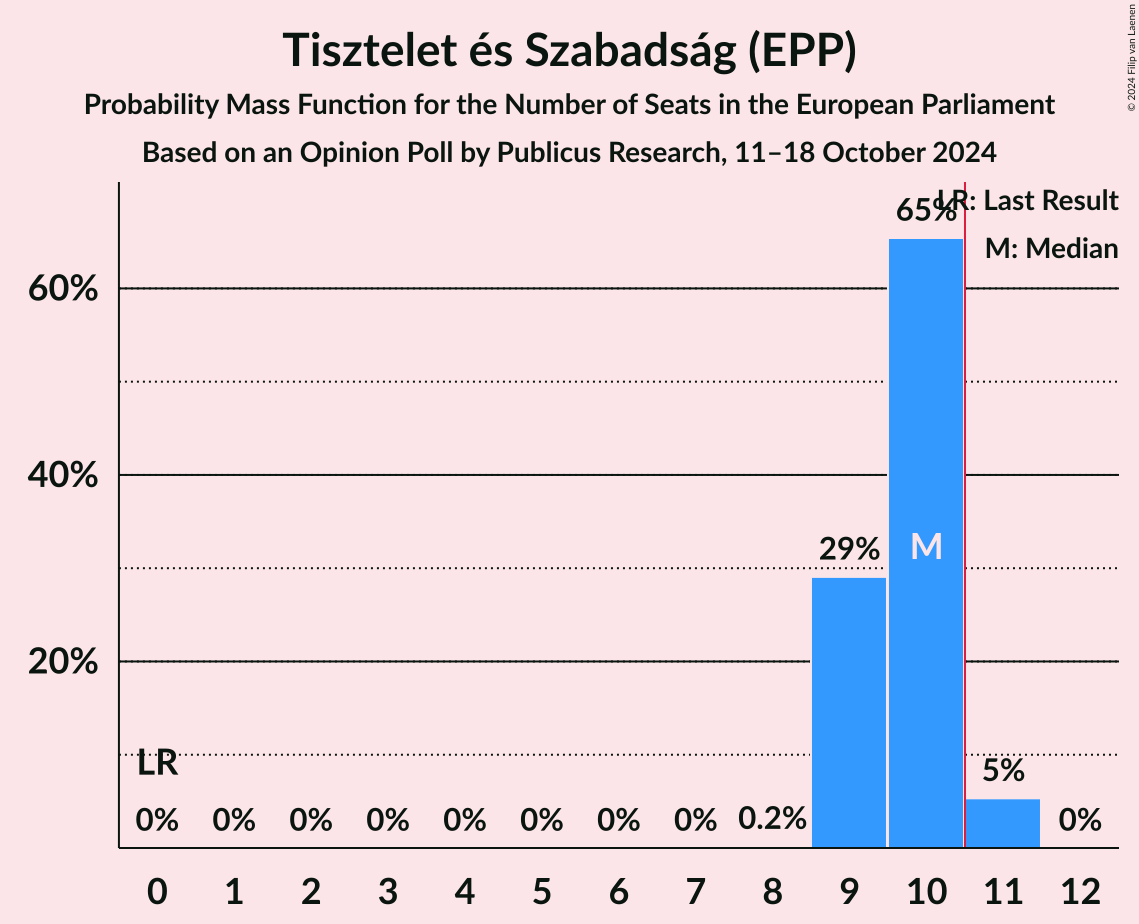 Tisztelet és Szabadság (EPP)
Probability Mass Function for the Number of Seats in the European Parliament
Based on an Opinion Poll by Publicus Research, 11–18 October 2024
© 2024 Filip van Laenen
LR: Last Result
M: Median
65%
60%
40%
29%
M
20%
LR
5%
0% 0% 0% 0% 0% 0% 0% 0% 0.2% 0%
0 1 2 3 4 5 6 7 8 9 10 11 12